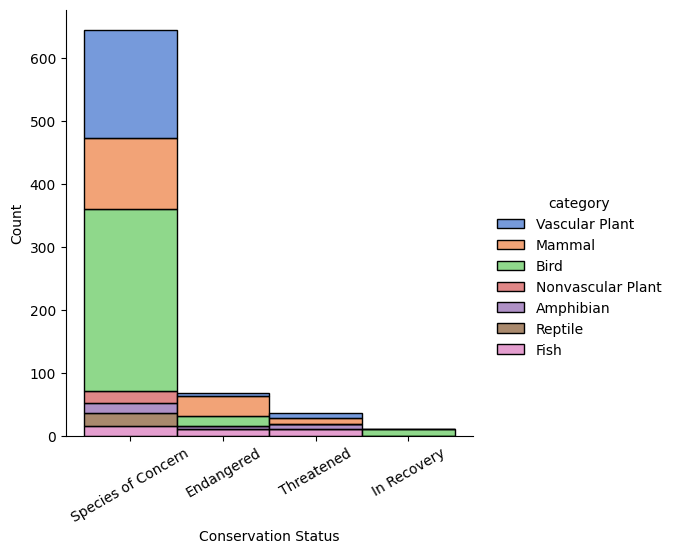 600
500
400
300
200
100
0
Count
Species of Concern
Endangered
Threatened
In Recovery
Conservation Status
category
Vascular Plant
Mammal
Bird
Nonvascular Plant
Amphibian
Reptile
Fish